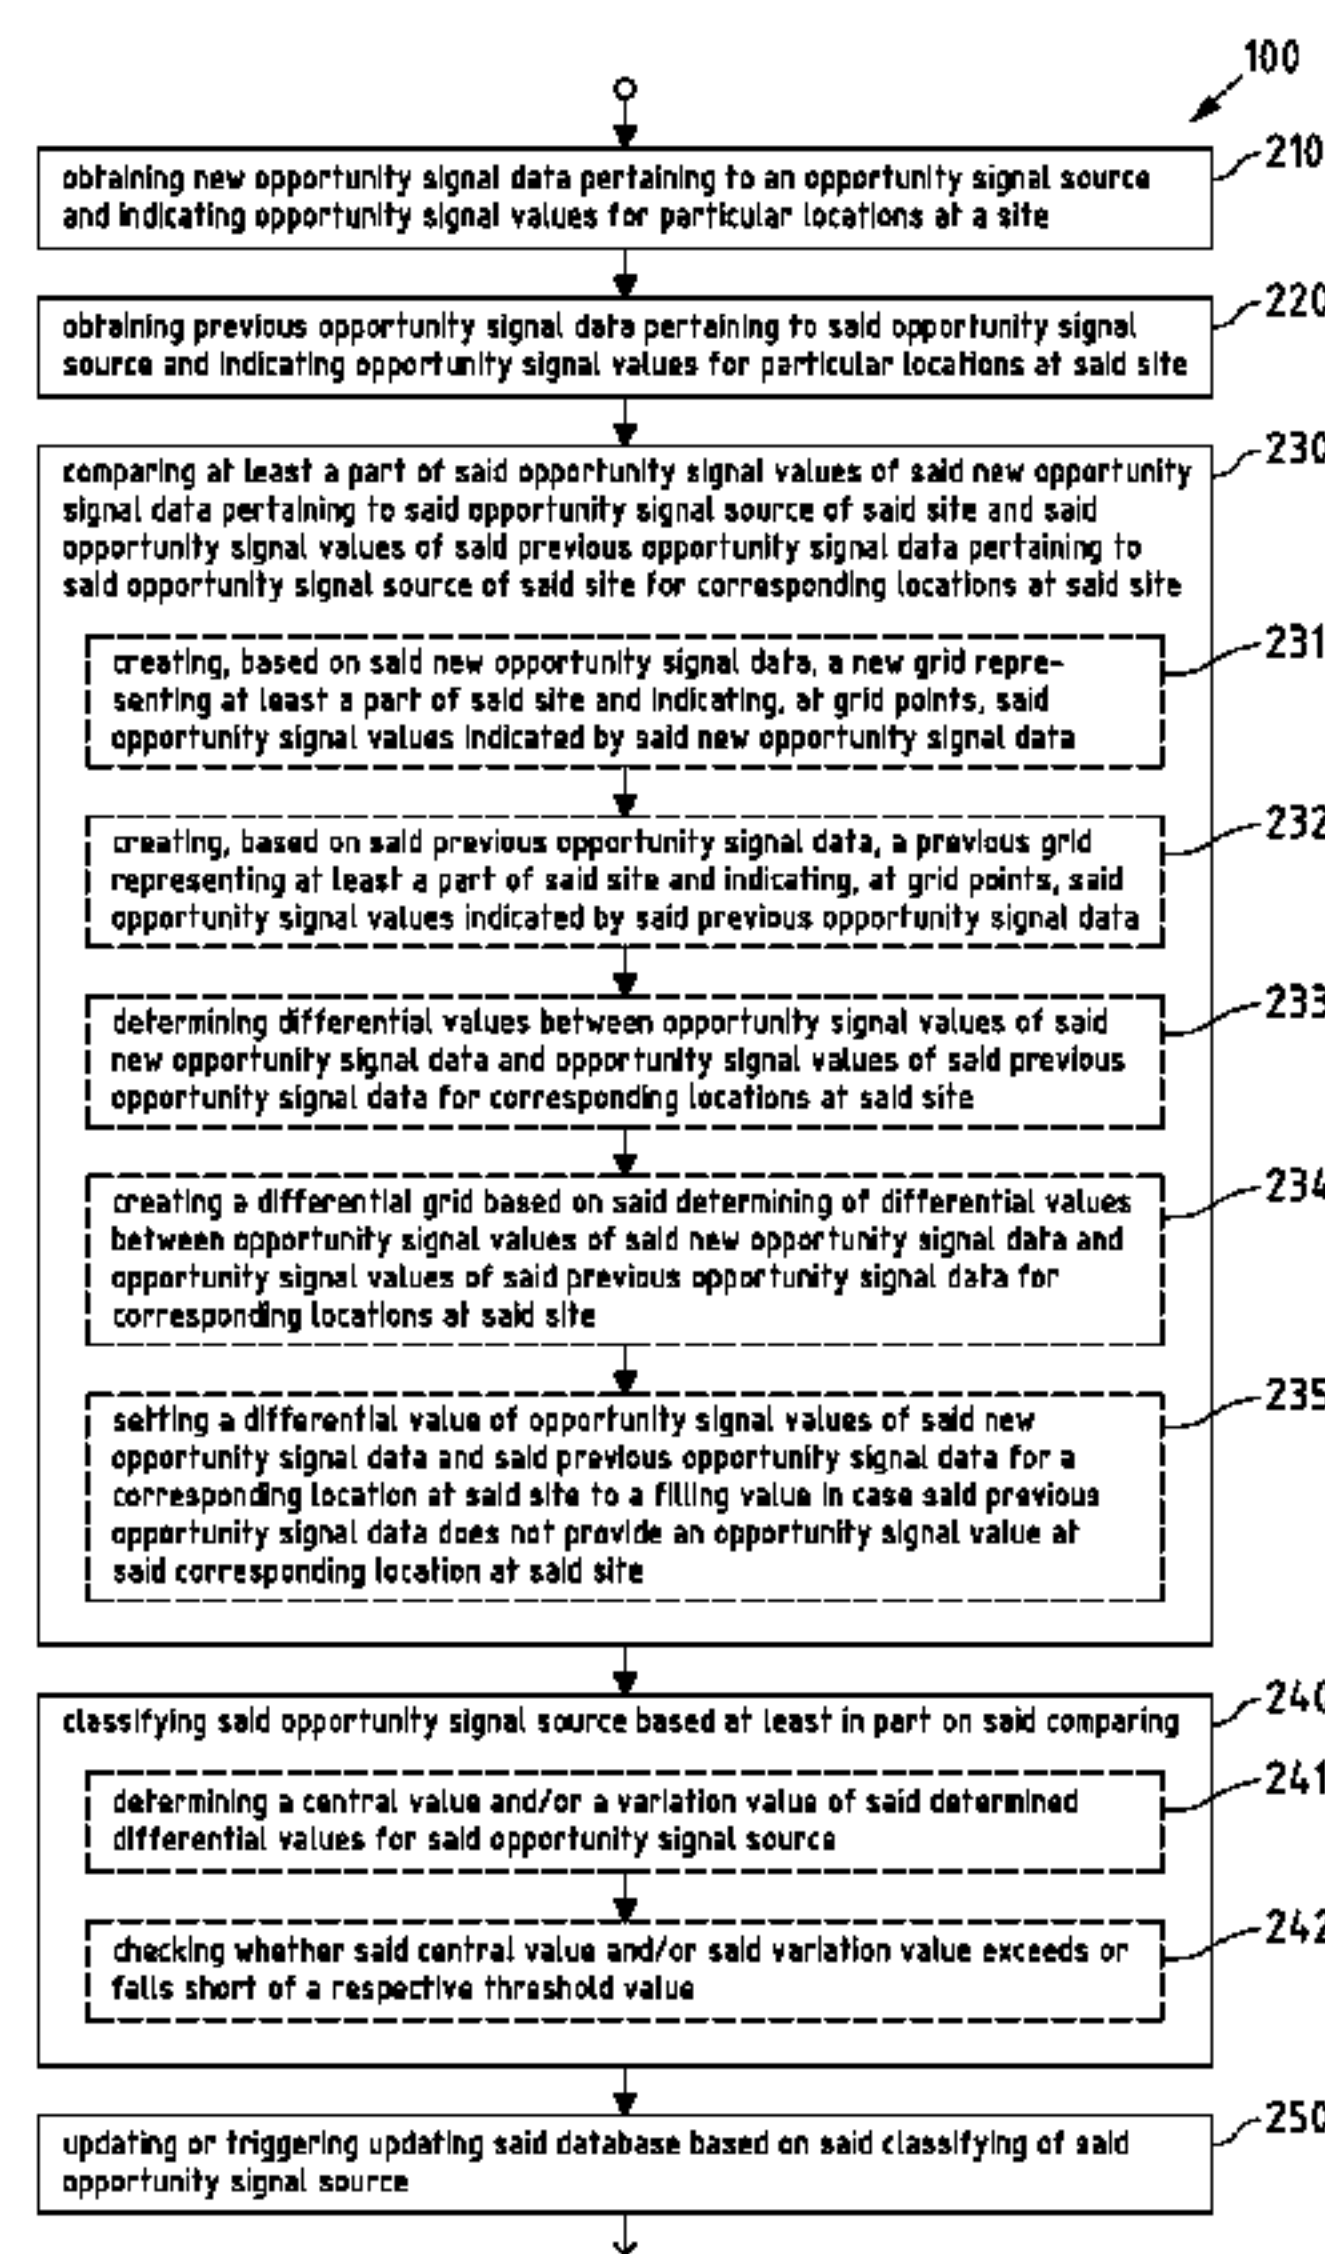 100
210
obtaining new opportunity signal data pertaining to an opportunity signal source
and indicating opportunity signal values for particular locations at a site
220
obtaining previous opportunity signal data pertaining to said opportunity signal
source and indicating opportunity signal values for particular locations at said site
230
comparing at least a part of said opportunity signal values of said new opportunity
signal data pertaining to said opportunity signal source of said site and said
opportunity signal values of said previous opportunity signal data pertaining to
said opportunity signal source of said site for corresponding locations at said site
231
creating, based on said new opportunity signal data, a new grid repre-
senting at least a part of said site and indicating, at grid points, said
opportunity signal values indicated by said new opportunity signal data
232
creating, based on said previous opportunity signal data, a previous grid
representing at least a part of said site and indicating, at grid points, said
opportunity signal values indicated by said previous opportunity signal data
233
determining differential values between opportunity signal values of said
new opportunity signal data and opportunity signal values of said previous
opportunity signal data for corresponding locations at said site
234
creating a differential grid based on said determining of differential values
between opportunity signal values of said new opportunity signal data and
opportunity signal values of said previous opportunity signal data for
corresponding locations at said site
235
setting a differential value of opportunity signal values of said new
opportunity signal data and said previous opportunity signal data for a
corresponding location at said site to a filling value in case said previous
opportunity signal data does not provide an opportunity signal value at
said corresponding location at said site
240
classifying said opportunity signal source based at least in part on said comparing
241
determining a central value and/or a variation value of said determined
differential values for said opportunity signal source
242
checking whether said central value and/or said variation value exceeds or
falls short of a respective threshold value
250
updating or triggering updating said database based on said classifying of said
opportunity signal source